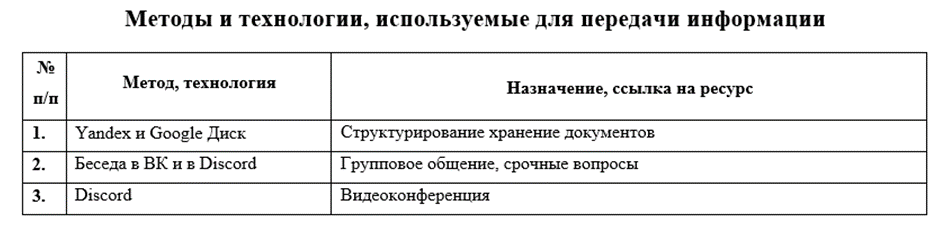 Методы и технологии, используемые для передачи информации
№ п/п Метод, технология Назначение, ссылка на ресурс
1. Yandex и Google Диск Структурирование хранение документов
2. Беседа в ВК и в Discord Групповое общение, срочные вопросы
3. Discord Видеоконференция